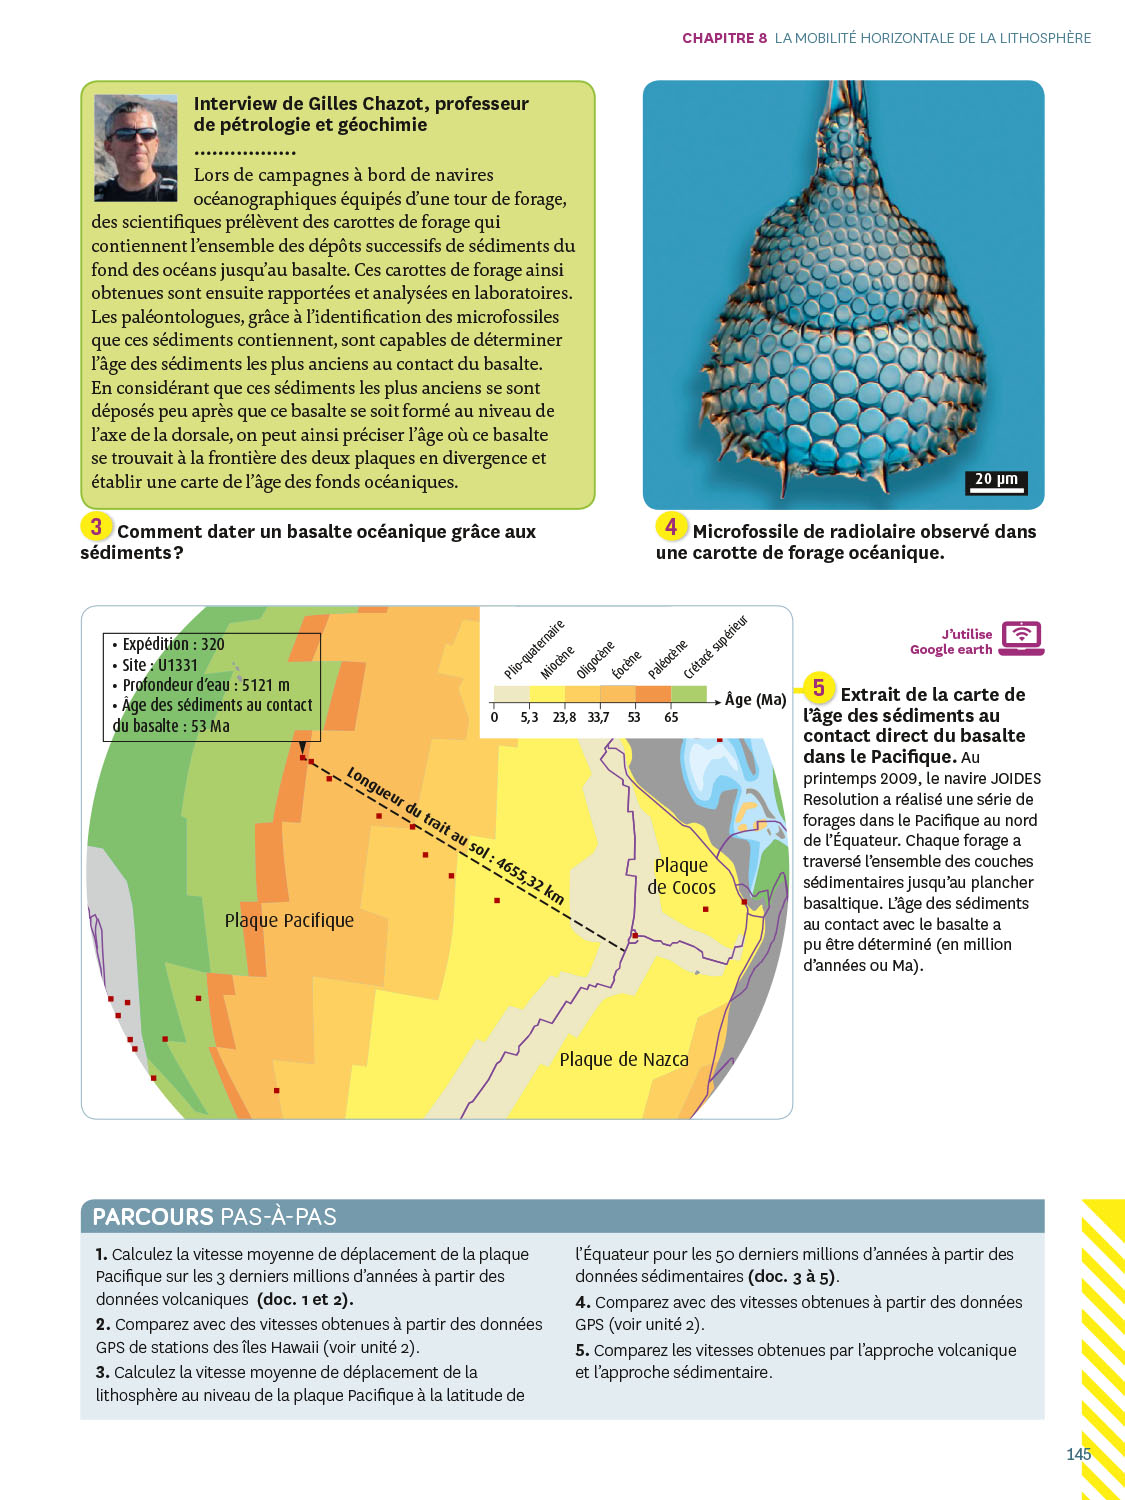 CHAPITRE 8 LA MOBILITÉ HORIZONTALE DE LA LITHOSPHÈRE
Interview de Gilles Chazot, professeur
de pétrologie et géochimie
.................
Lors de campagnes à bord de navires
océanographiques équipés d’une tour de forage,
des scientifiques prélèvent des carottes de forage qui
contiennent l’ensemble des dépôts successifs de sédiments du
fond des océans jusqu’au basalte. Ces carottes de forage ainsi
obtenues sont ensuite rapportées et analysées en laboratoires.
Les paléontologues, grâce à l’identification des microfossiles
que ces sédiments contiennent, sont capables de déterminer
l’âge des sédiments les plus anciens au contact du basalte.
En considérant que ces sédiments les plus anciens se sont
déposés peu après que ce basalte se soit formé au niveau de
l’axe de la dorsale, on peut ainsi préciser l’âge où ce basalte
se trouvait à la frontière des deux plaques en divergence et
établir une carte de l’âge des fonds océaniques.
3 Comment dater un basalte océanique grâce aux
sédiments ?
20 µm
4 Microfossile de radiolaire observé dans
une carotte de forage océanique.
• Expédition : 320
• Site : U1331
• Profondeur d’eau : 5121 m
• Âge des sédiments au contact
du basalte : 53 Ma
Plio-quaternaire
Miocène
Oligocène
Éocène
Paléocène
Crétacé supérieur
Âge (Ma)
0 5,3 23,8 33,7 53 65
Longueur du trait au sol : 4655,32 km
Plaque
de Cocos
Plaque Pacifique
Plaque de Nazca
J’utilise
Google earth
5 Extrait de la carte de
l’âge des sédiments au
contact direct du basalte
dans le Pacifique. Au
printemps 2009, le navire JOIDES
Resolution a réalisé une série de
forages dans le Pacifique au nord
de l’Équateur. Chaque forage a
traversé l’ensemble des couches
sédimentaires jusqu’au plancher
basaltique. L’âge des sédiments
au contact avec le basalte a
pu être déterminé (en million
d’années ou Ma).
PARCOURS PAS-À-PAS
1. Calculez la vitesse moyenne de déplacement de la plaque
Pacifique sur les 3 derniers millions d’années à partir des
données volcaniques (doc. 1 et 2).
2. Comparez avec des vitesses obtenues à partir des données
GPS de stations des îles Hawaii (voir unité 2).
3. Calculez la vitesse moyenne de déplacement de la
lithosphère au niveau de la plaque Pacifique à la latitude de
l’Équateur pour les 50 derniers millions d’années à partir des
données sédimentaires (doc. 3 à 5).
4. Comparez avec des vitesses obtenues à partir des données
GPS (voir unité 2).
5. Comparez les vitesses obtenues par l’approche volcanique
et l’approche sédimentaire.
145